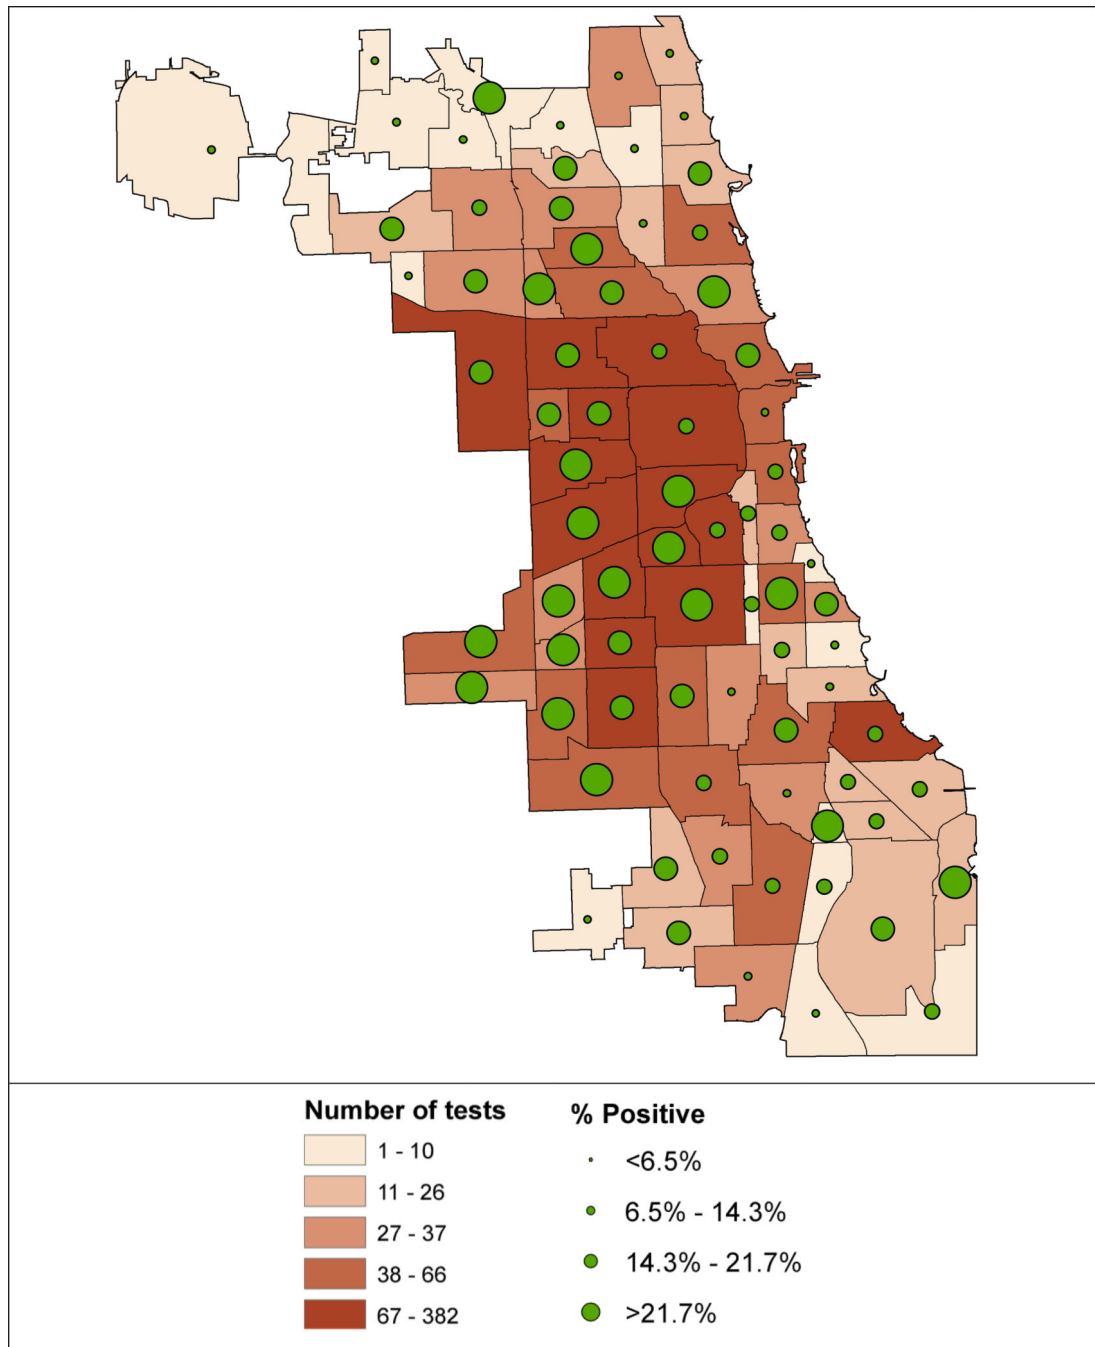 Number of tests
1 - 10
11 - 26
27 - 37
38 - 66
67 - 382
% Positive
<6.5%
6.5% - 14.3%
14.3% - 21.7%
>21.7%